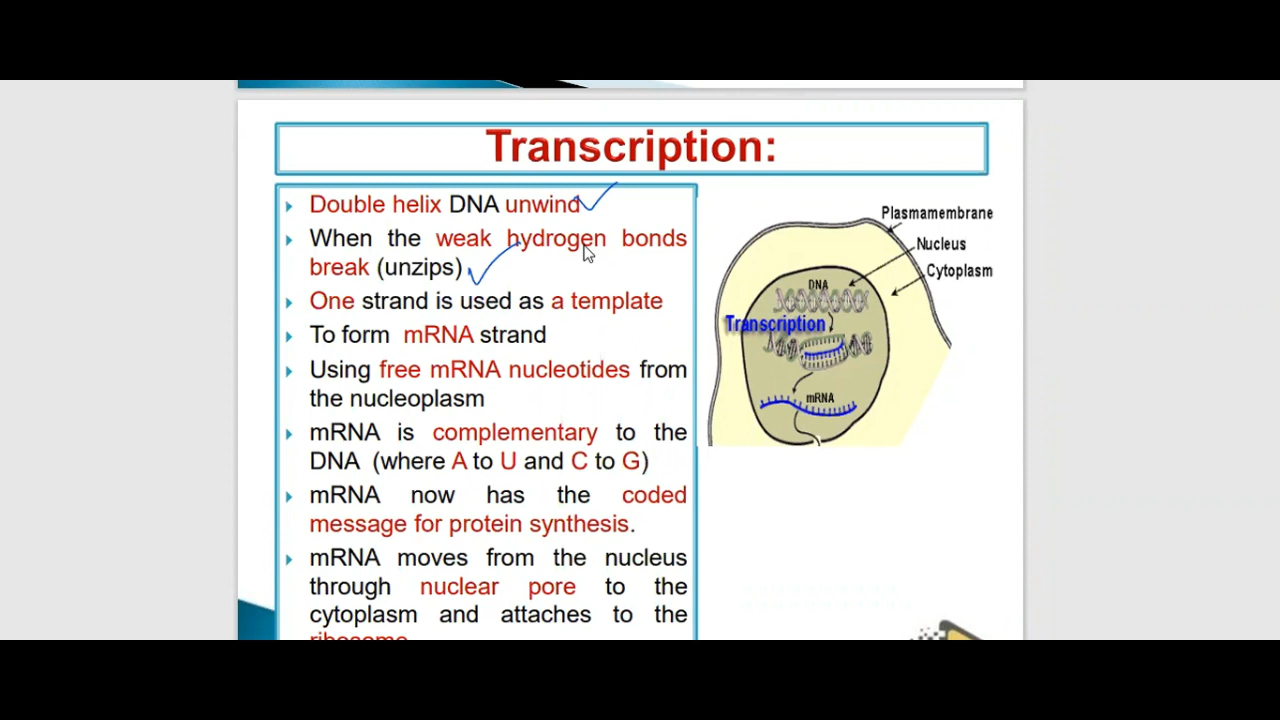 Transcription:
Double helix DNA unwind
When the weak hydrogen bonds
break (unzips)
One strand is used as a template
To form mRNA strand
Using free mRNA nucleotides from
the nucleoplasm
mRNA is complementary to the
DNA (where A to U and C to G)
mRNA now has the coded
message for protein synthesis.
mRNA moves from the nucleus
through nuclear pore to the
cytoplasm and attaches to the
ribosome
Plasmamembrane
Nucleus
Cytoplasm
DNA
Transcription
mRNA